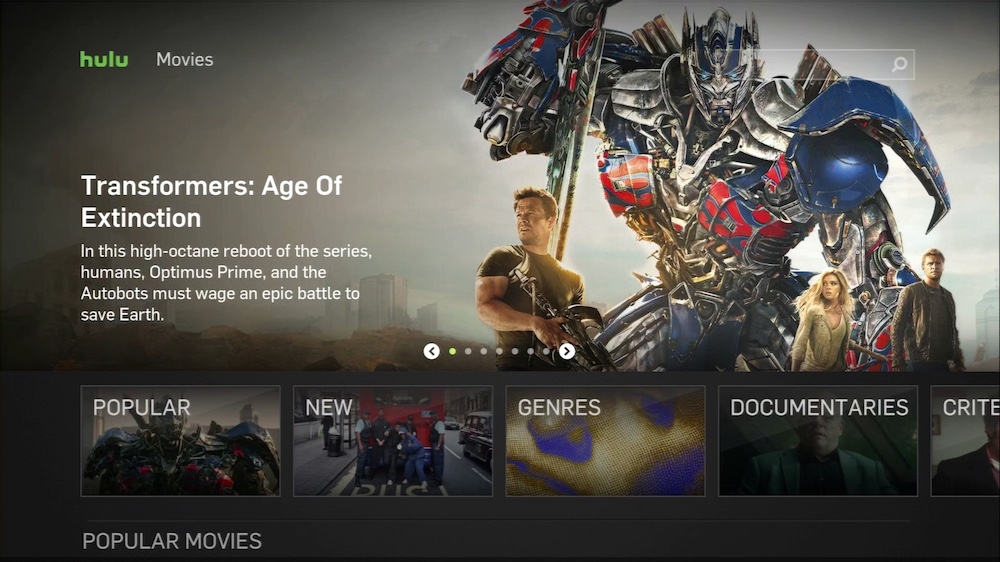 hulu Movies
Transformers: Age Of
Extinction
In this high-octane reboot of the series,
humans, Optimus Prime, and the
Autobots must wage an epic battle to
save Earth.
POPULAR NEW GENRES DOCUMENTARIES CRITE
BUS
POPULAR MOVIES